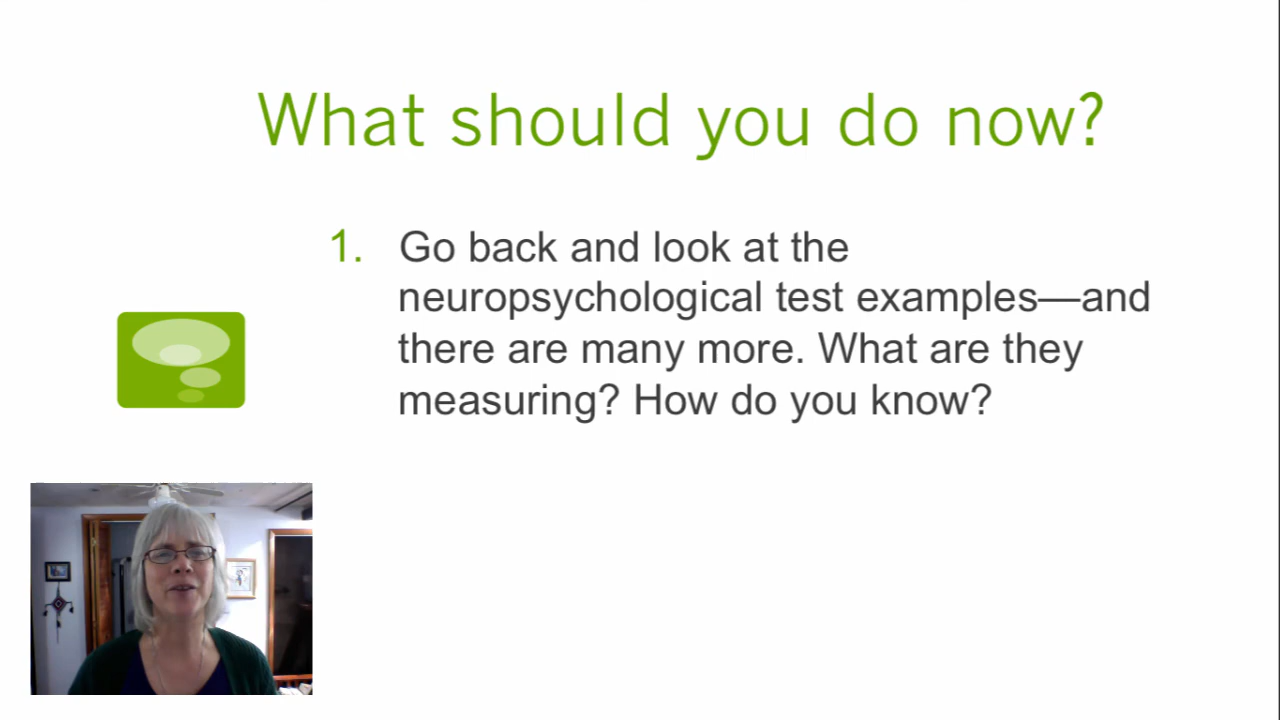 What should you do now?
1. Go back and look at the
neuropsychological test examples—and
there are many more. What are they
measuring? How do you know?